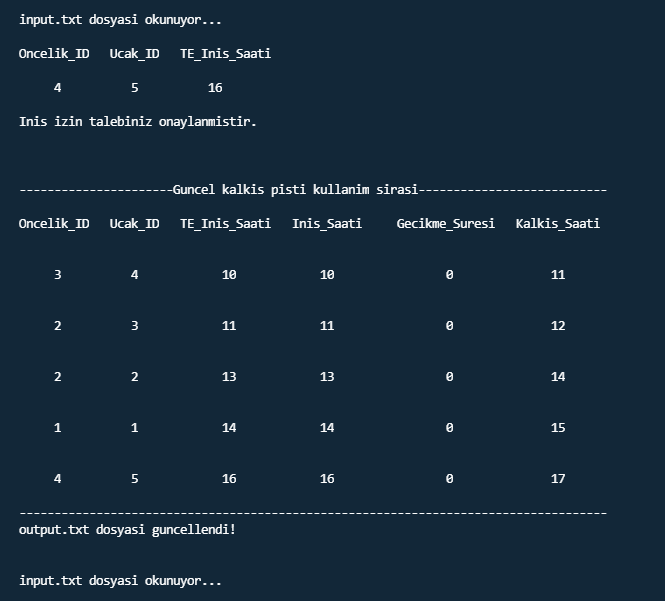 input.txt dosyasi okunuyor...
Oncelik_ID Ucak_ID TE_Inis_Saati
4 5 16
Inis izin talebiniz onaylanmistir.
----------------------Guncel kalkis pisti kullanim sirasi---------------------------
Oncelik_ID Ucak_ID TE_Inis_Saati Inis_Saati Gecikme_Suresi Kalkis_Saati
3 4 10 10 0 11
2 3 11 11 0 12
2 2 13 13 0 14
1 1 14 14 0 15
4 5 16 16 0 17
------------------------------------------------------------------------------------
output.txt dosyasi guncellendi!
input.txt dosyasi okunuyor...